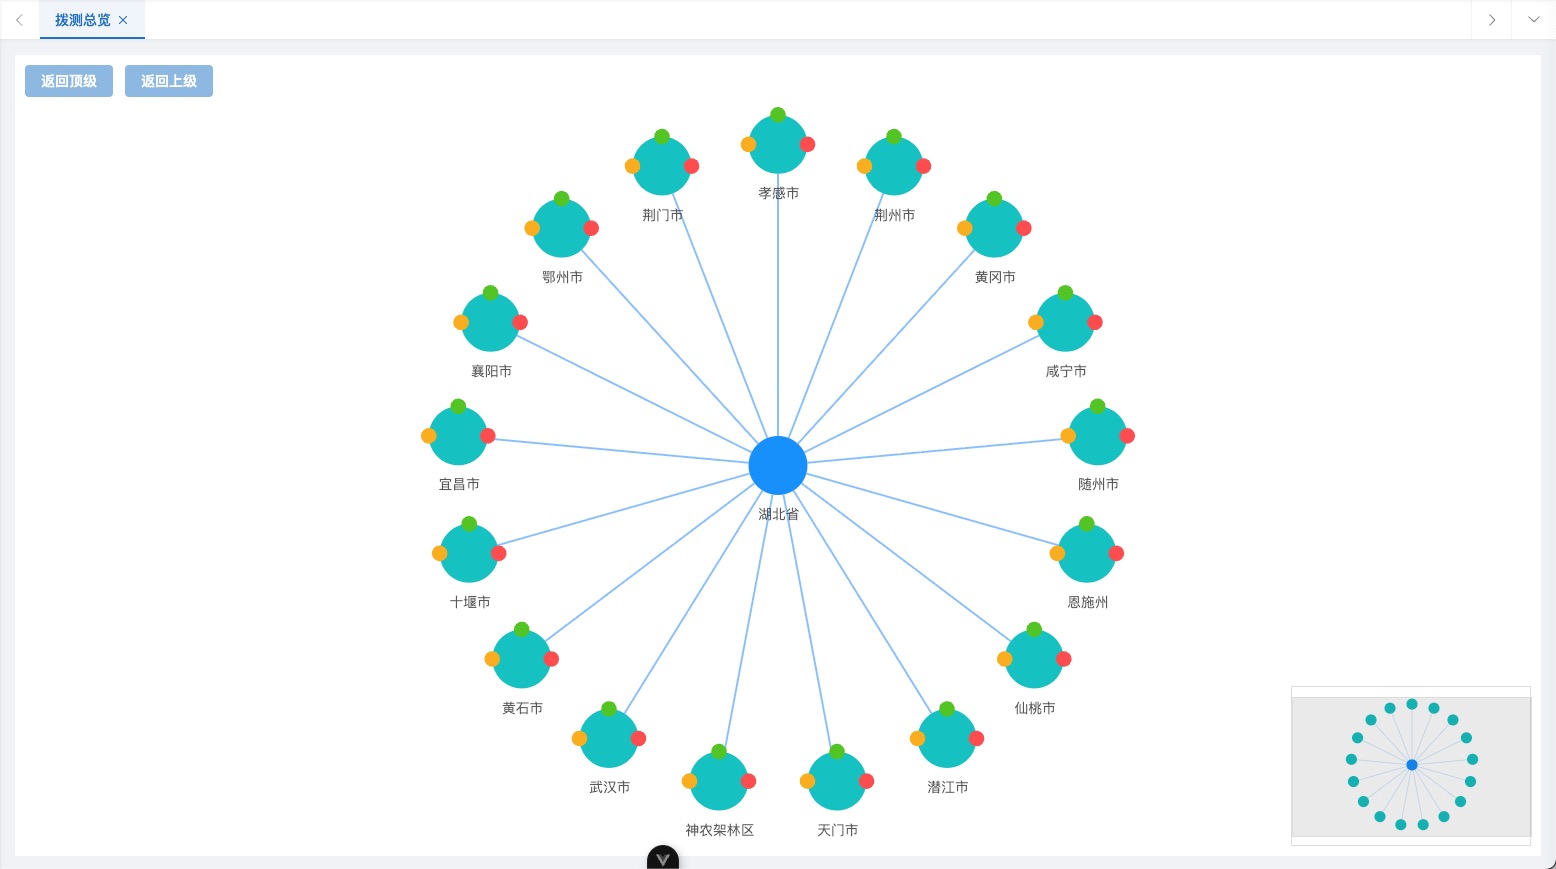 拨测总览
返回顶级
返回上级
孝感市
荆门市
荆州市
鄂州市
黄冈市
襄阳市
咸宁市
宜昌市
随州市
湖北省
十堰市
恩施州
黄石市
仙桃市
武汉市
潜江市
神农架林区
天门市